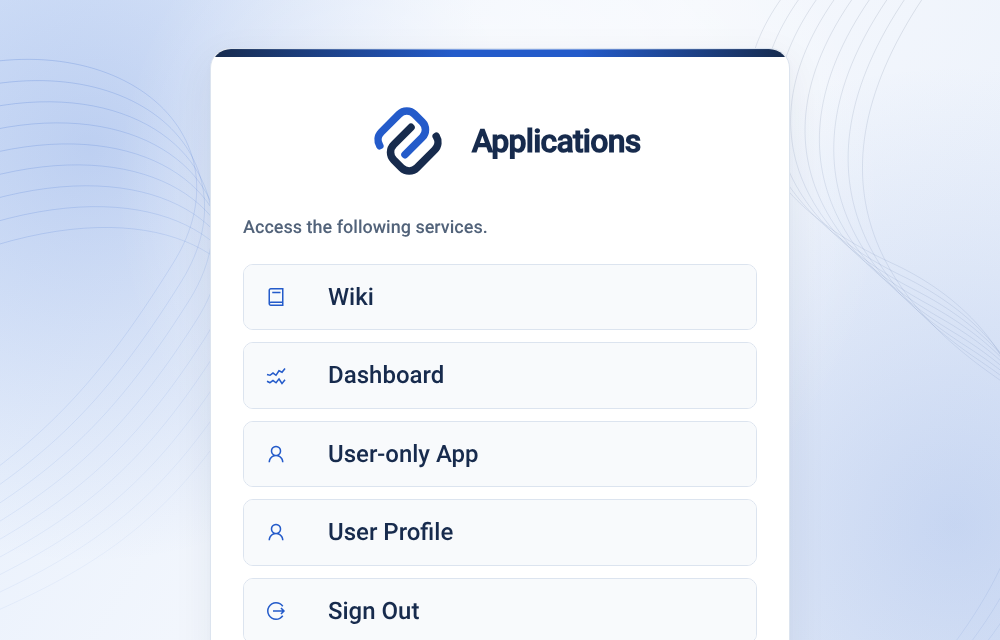 Applications
Access the following services.
Wiki
Dashboard
User-only App
User Profile
Sign Out